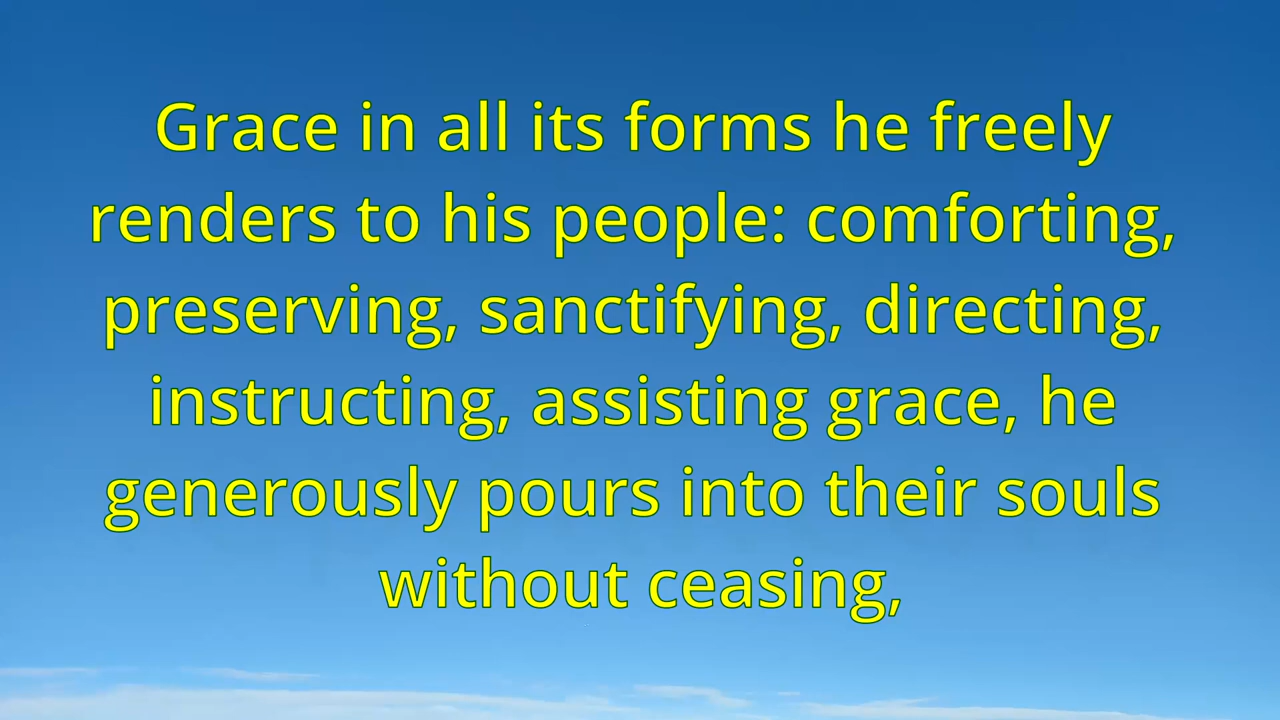 Grace in all its forms he freely
renders to his people: comforting,
preserving, sanctifying, directing,
instructing, assisting grace, he
generously pours into their souls
without ceasing,